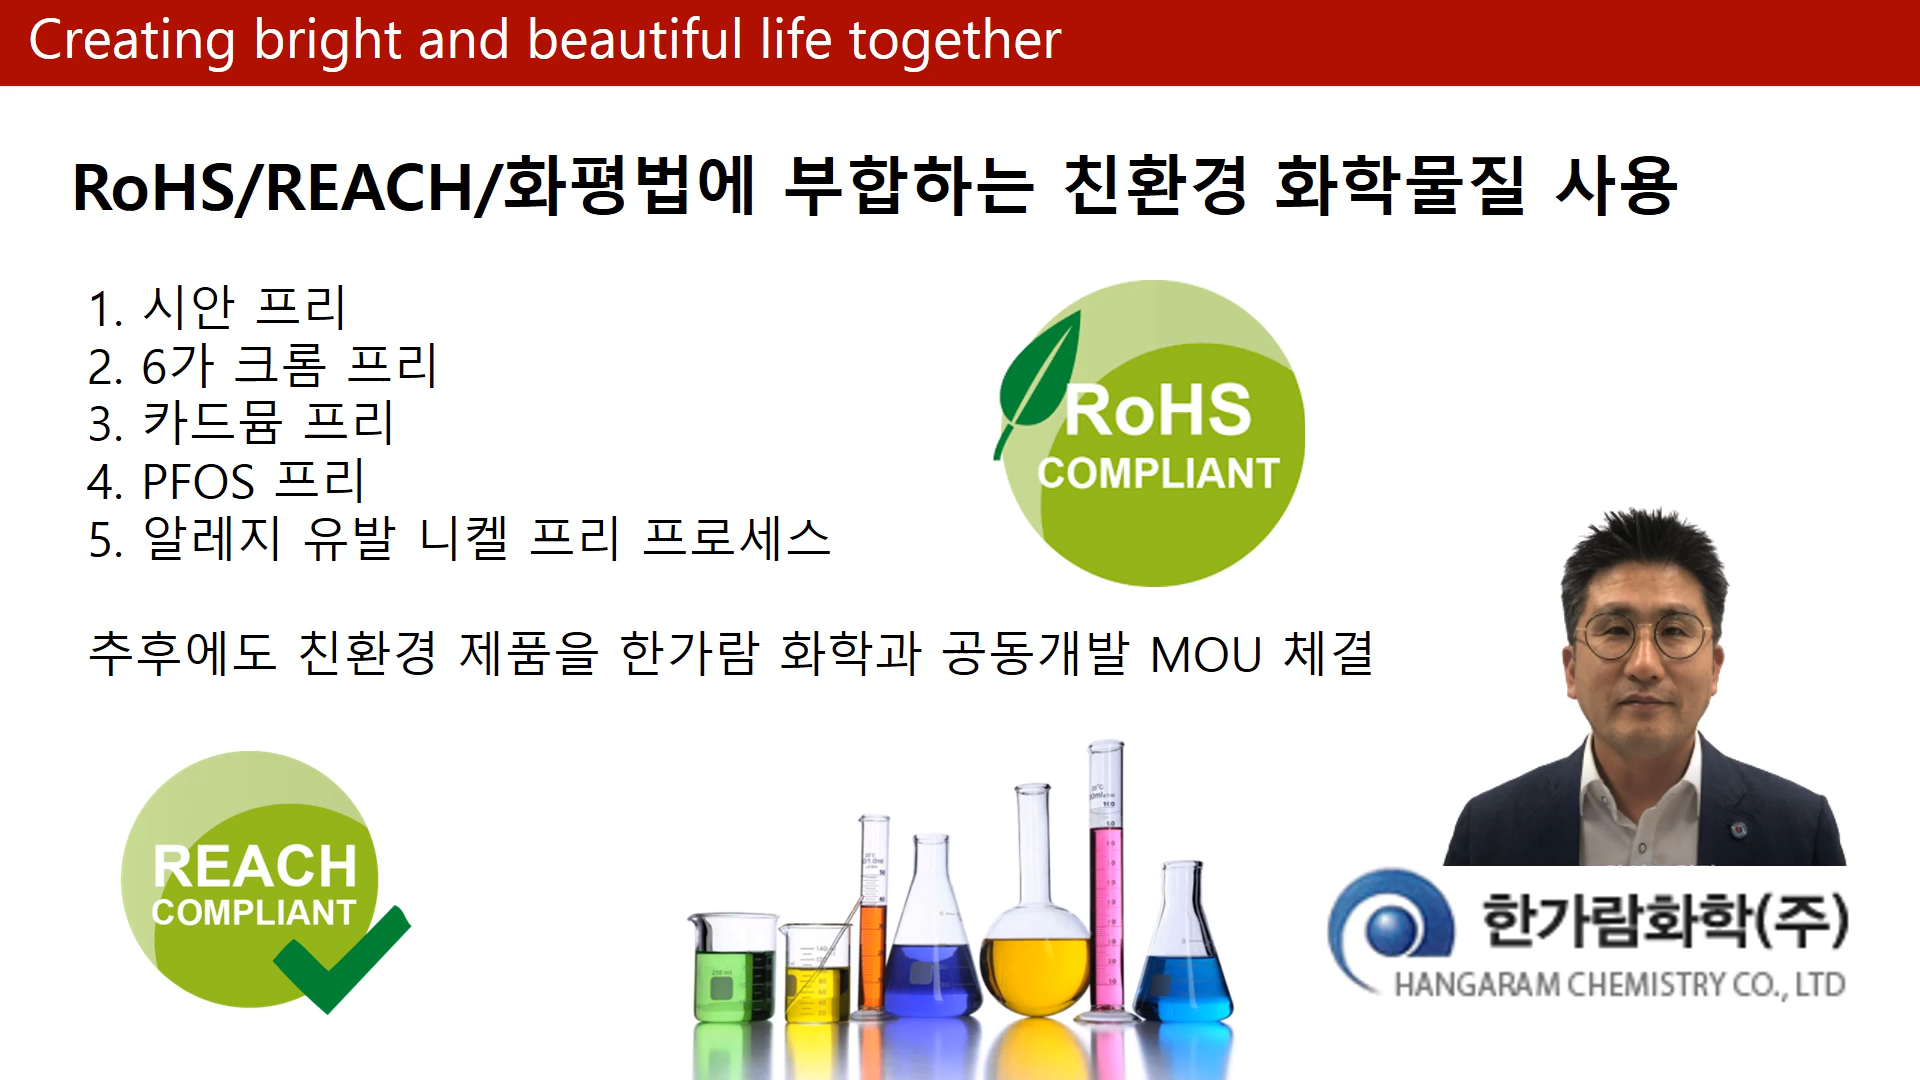 Creating bright and beautiful life together
RoHS/REACH/화평법에 부합하는 친환경 화학물질 사용
1. 시안 프리
2. 6가 크롬 프리
3. 카드뮴 프리
4. PFOS 프리
5. 알레지 유발 니켈 프리 프로세스
RoHS
COMPLIANT
추후에도 친환경 제품을 한가람 화학과 공동개발 MOU 체결
REACH
COMPLIANT
한가람화학(주)
HANGARAM CHEMISTRY CO., LTD